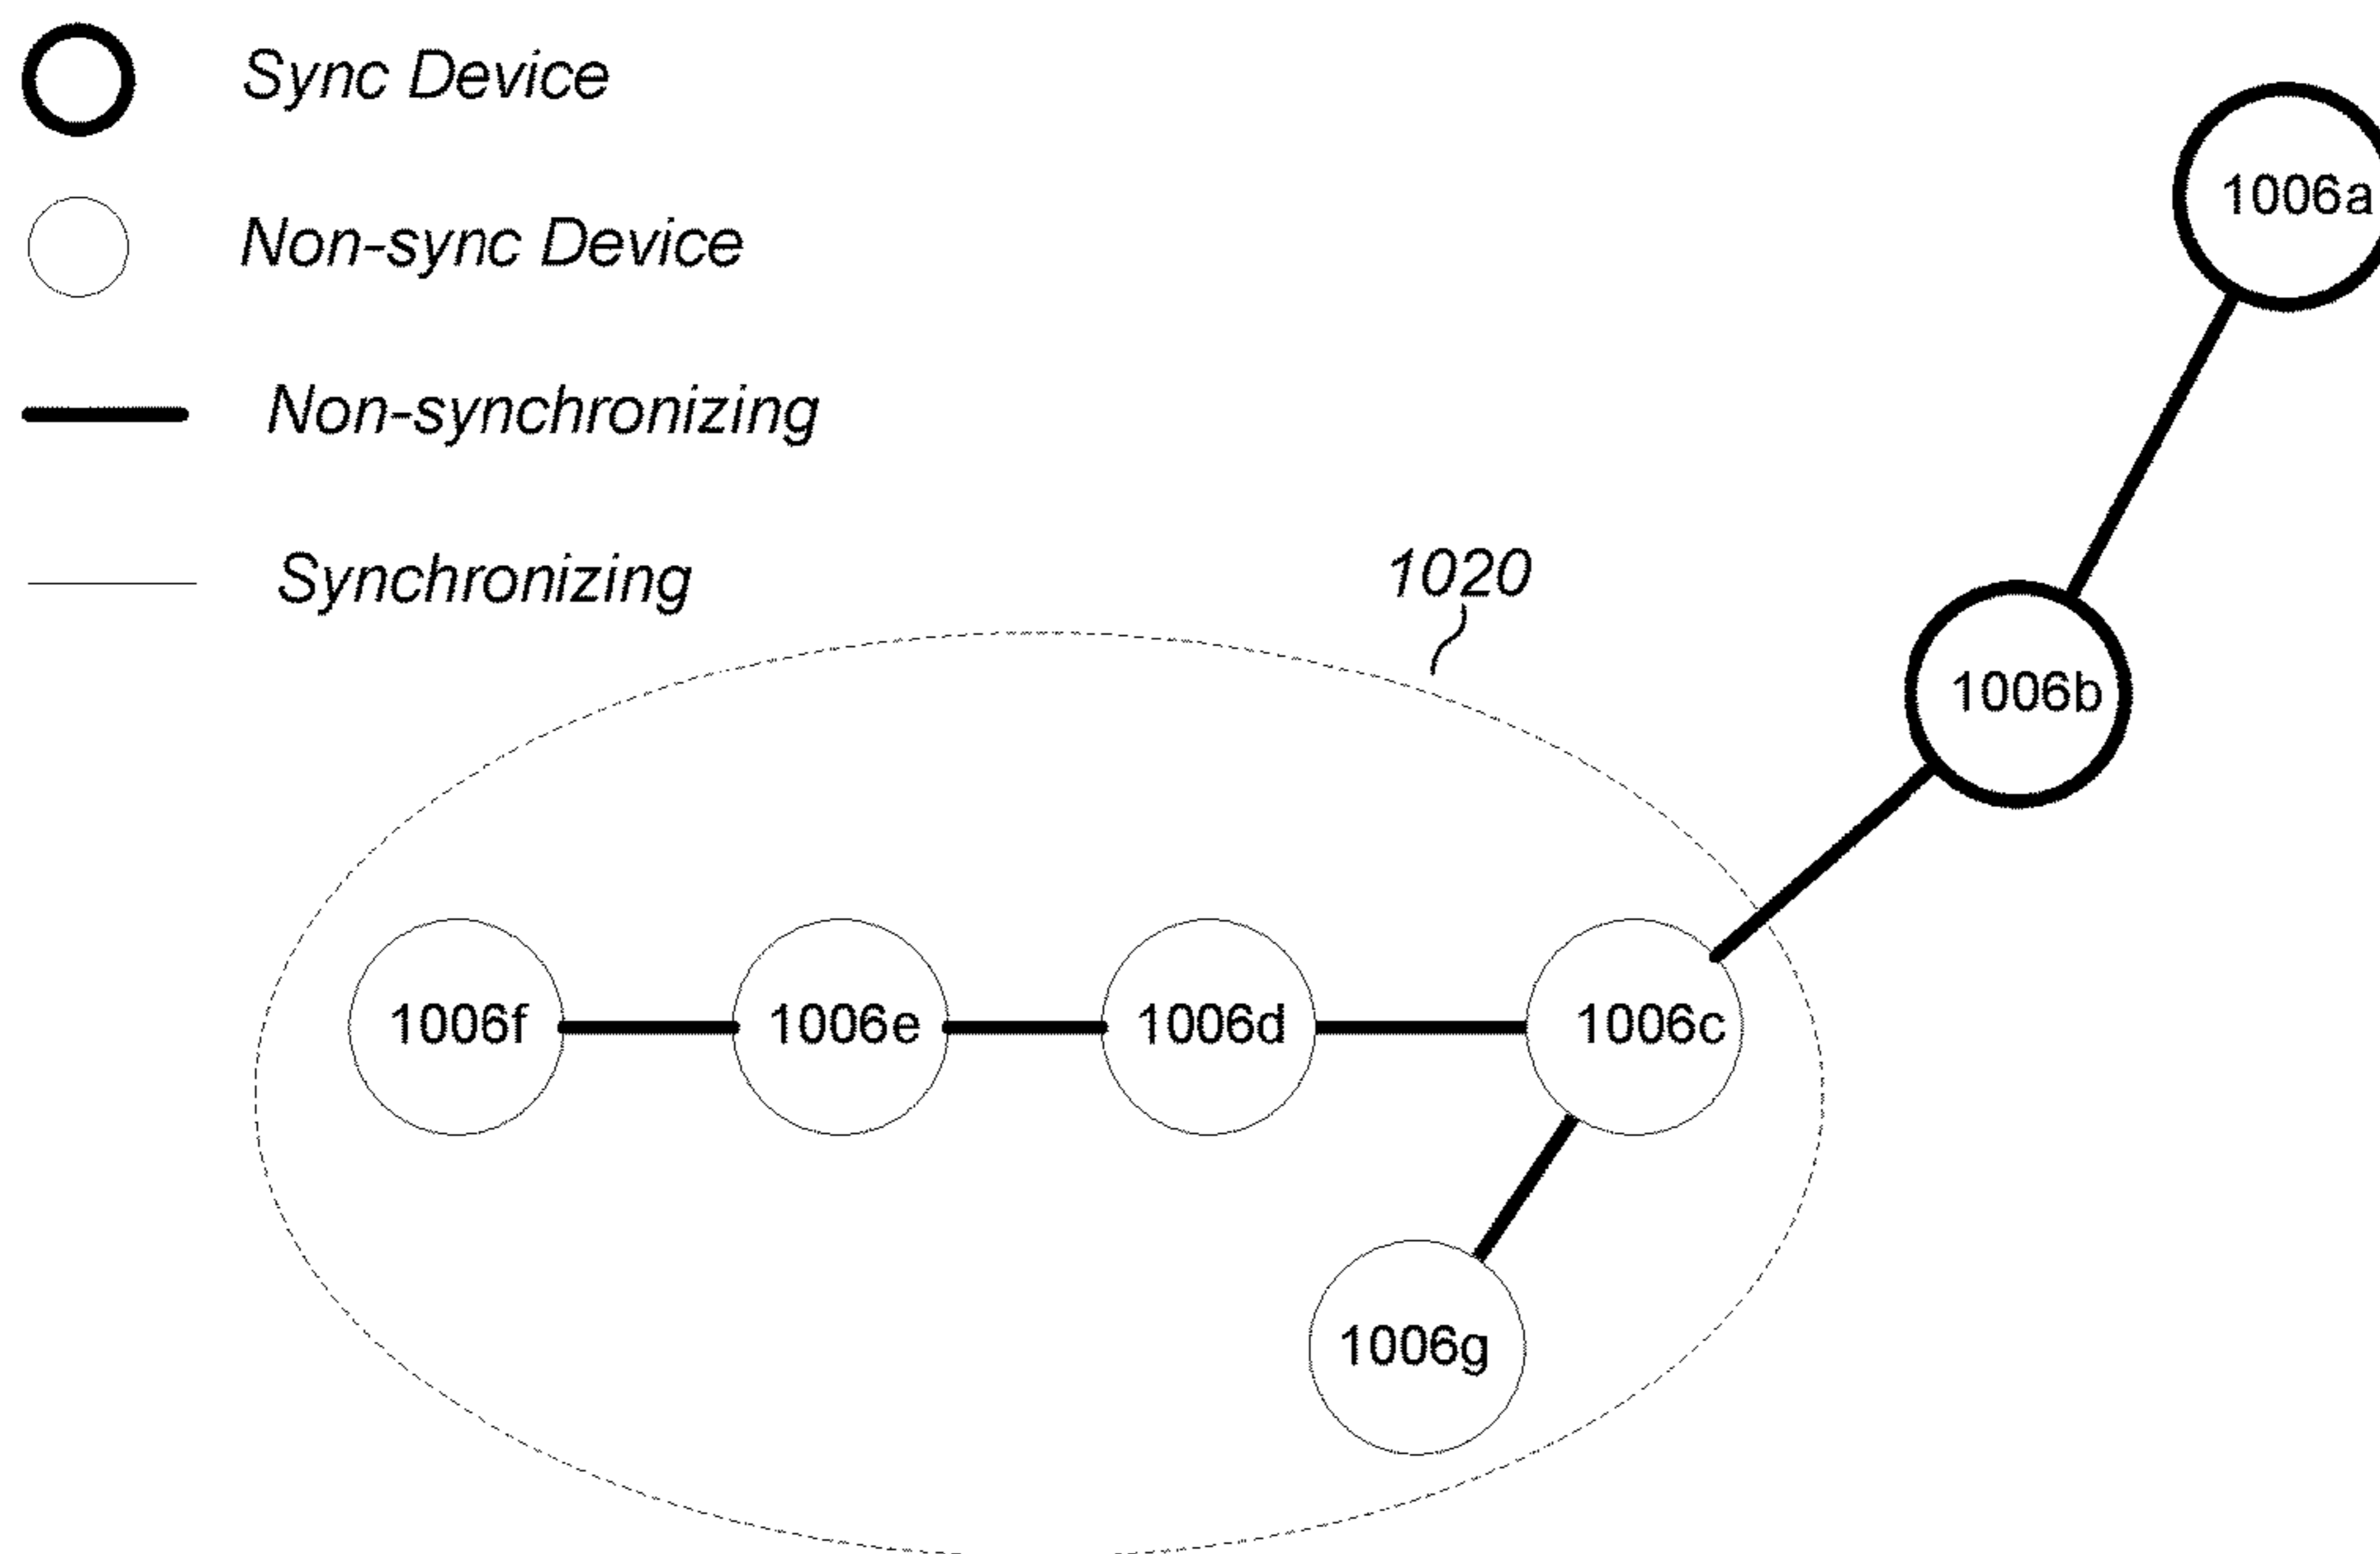 Sync Device
Non-sync Device
Non-synchronizing
Synchronizing
1006a
1020
1006b
1006f
1006e
1006d
1006c
1006g